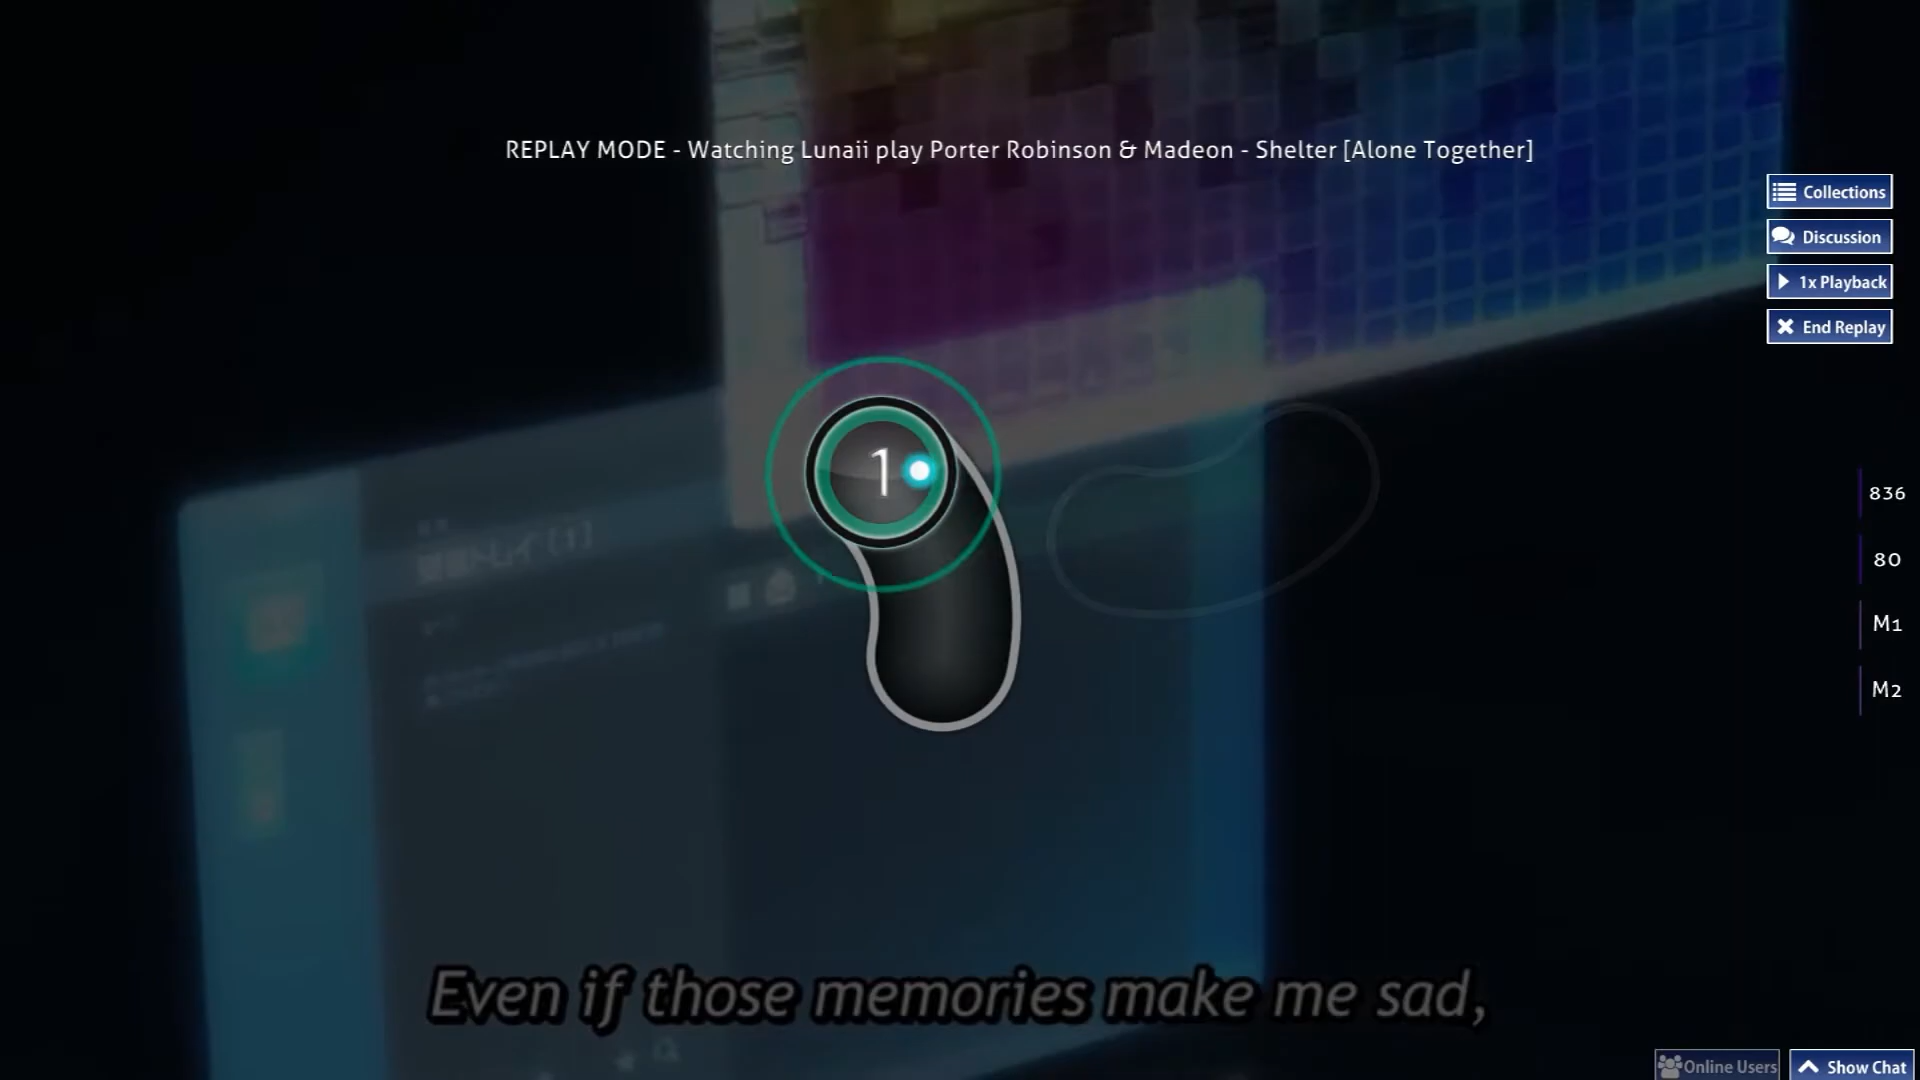 REPLAY MODE - Watching Lunaii play Porter Robinson & Madeon - Shelter [Alone Together]
Collections
Discussion
1x Playback
End Replay
1
836
80
M1
M2
Even if those memories make me sad,
Online Users
Show Chat